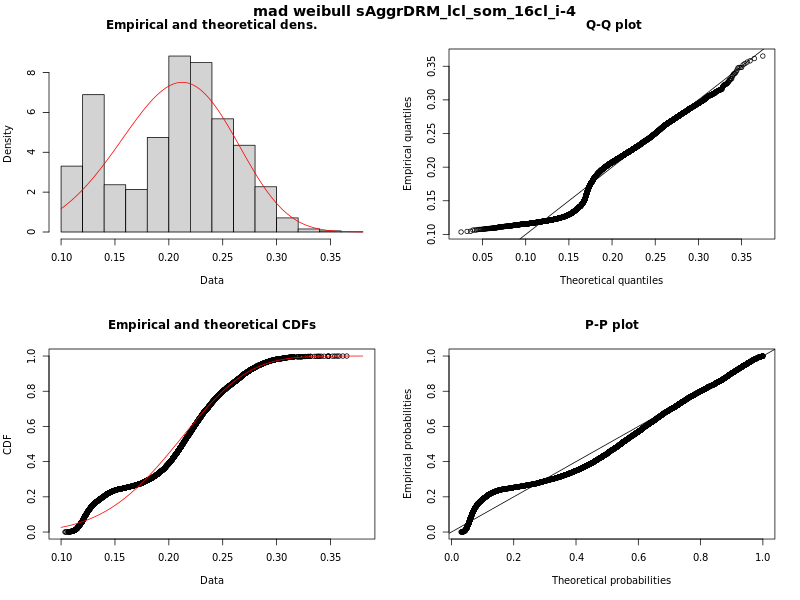 mad weibull sAggrDRM_lcl_som_16cl_i-4
Empirical and theoretical dens.
Density
0 2 4 6 8
0.10 0.15 0.20 0.25 0.30 0.35
Data
Q-Q plot
Empirical quantiles
0.10 0.15 0.20 0.25 0.30 0.35
0.05 0.10 0.15 0.20 0.25 0.30 0.35
Theoretical quantiles
Empirical and theoretical CDFs
CDF
0.0 0.2 0.4 0.6 0.8 1.0
0.10 0.15 0.20 0.25 0.30 0.35
Data
P-P plot
Empirical probabilities
0.0 0.2 0.4 0.6 0.8 1.0
0.0 0.2 0.4 0.6 0.8 1.0
Theoretical probabilities